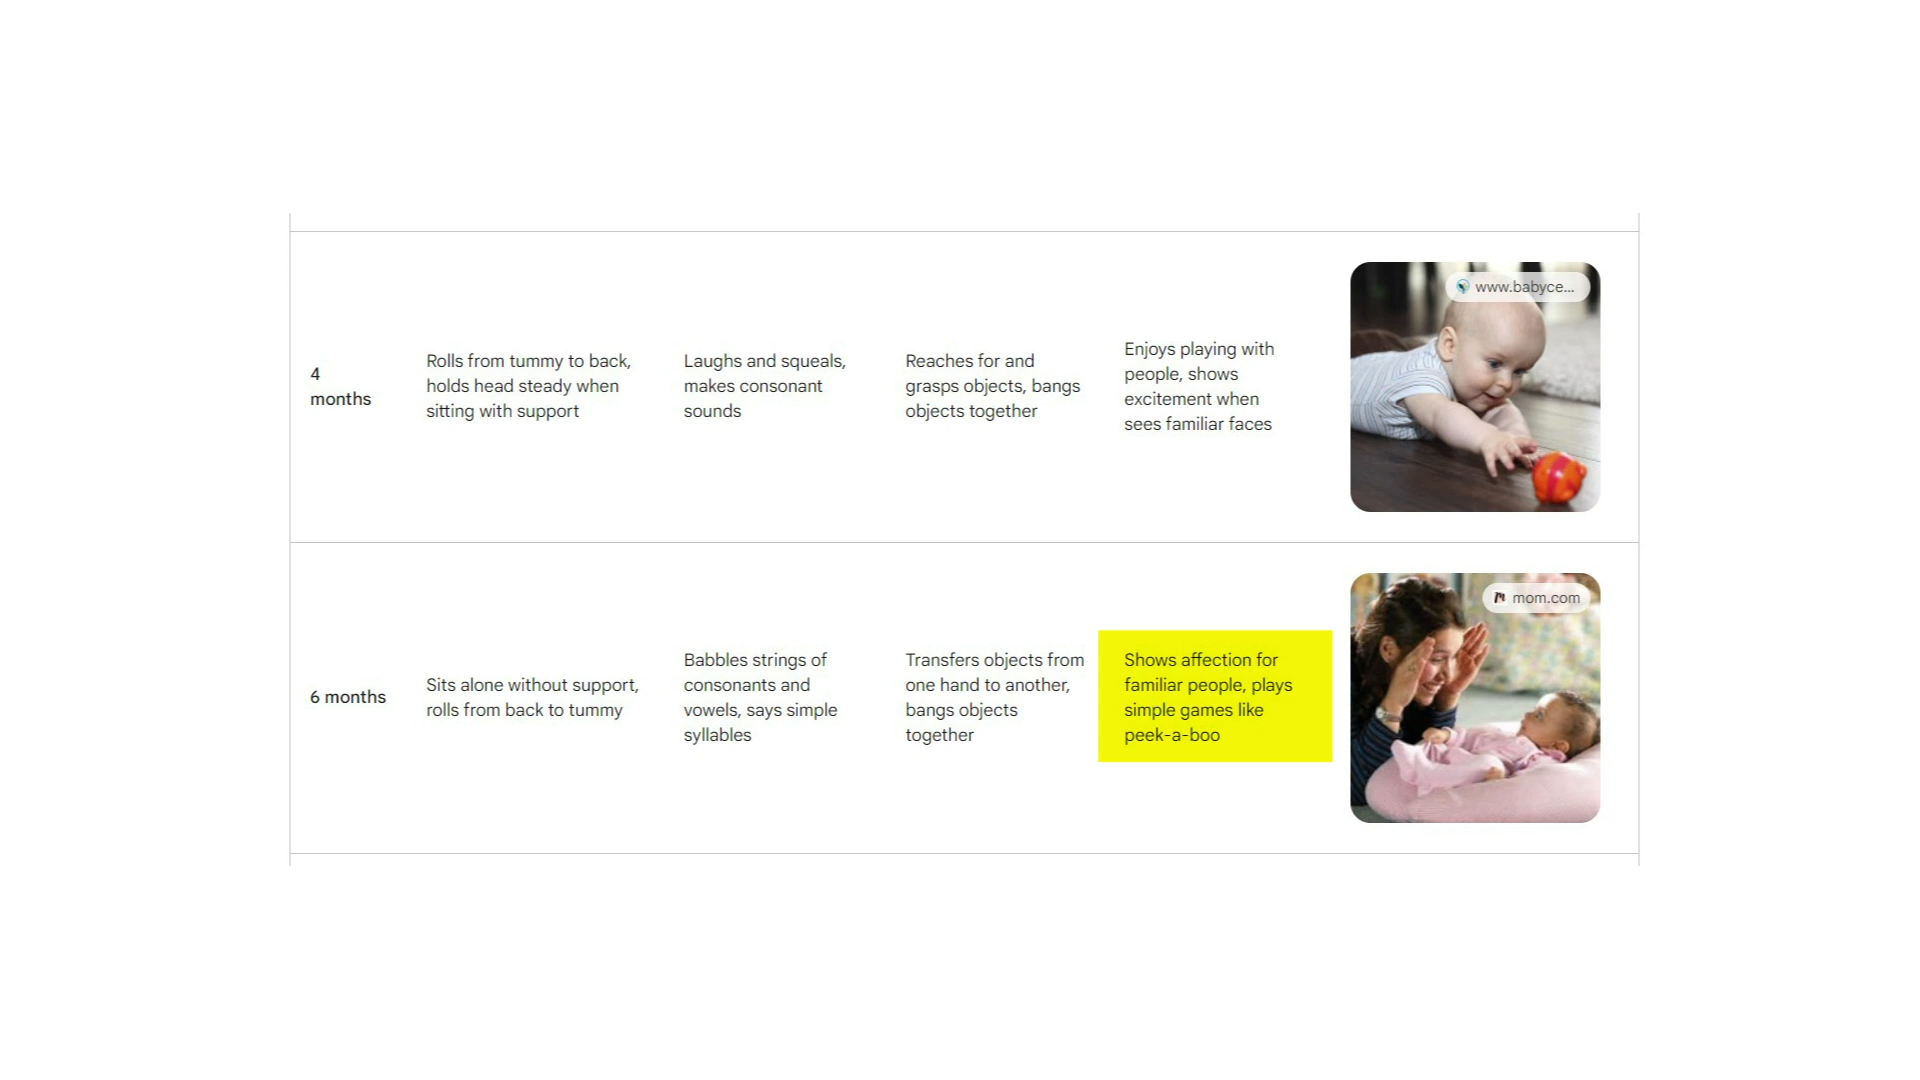 4
months
Rolls from tummy to back,
holds head steady when
sitting with support
Laughs and squeals,
makes consonant
sounds
Reaches for and
grasps objects, bangs
objects together
Enjoys playing with
people, shows
excitement when
sees familiar faces
www.babyce...
6 months
Sits alone without support,
rolls from back to tummy
Babbles strings of
consonants and
vowels, says simple
syllables
Transfers objects from
one hand to another,
bangs objects
together
Shows affection for
familiar people, plays
simple games like
peek-a-boo
mom.com